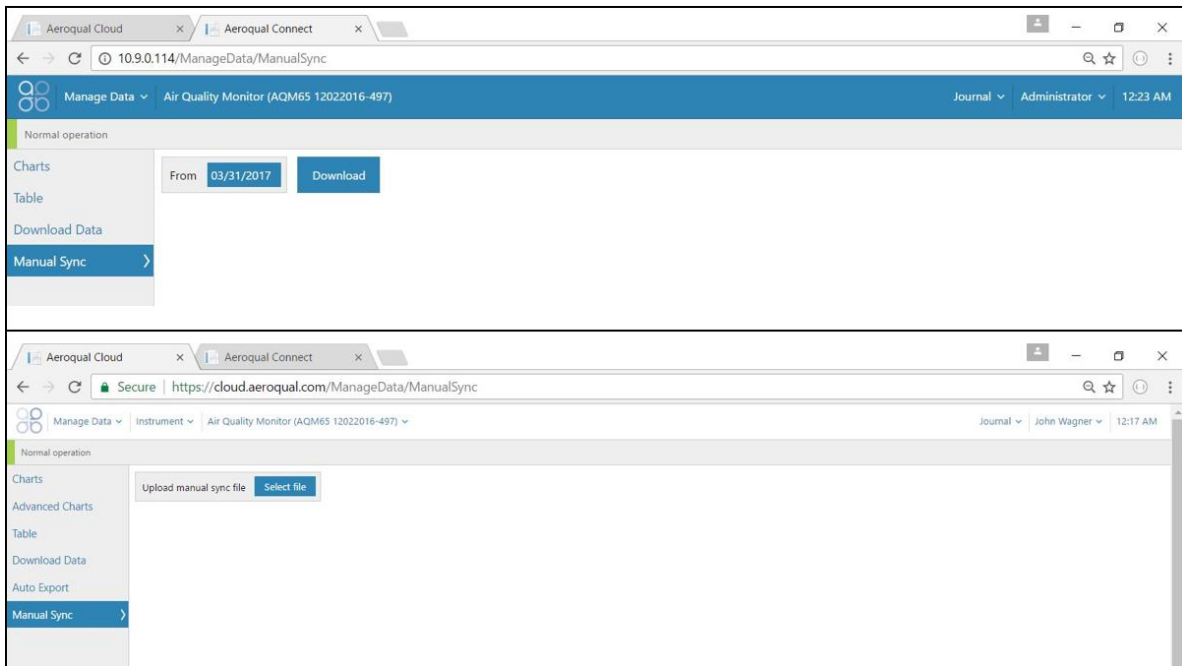 Aeroqual Cloud Aeroqual Connect
10.9.0.114/ManageData/ManualSync
Manage Data Air Quality Monitor (AQM65 12022016-497) Journal Administrator 12:23 AM
Normal operation
Charts
From 03/31/2017 Download
Table
Download Data
Manual Sync
Aeroqual Cloud Aeroqual Connect
Secure | https://cloud.aeroqual.com/ManageData/ManualSync
Manage Data Instrument Air Quality Monitor (AQM65 12022016-497) Journal John Wagner 12:17 AM
Normal operation
Charts
Upload manual sync file Select file
Advanced Charts
Table
Download Data
Auto Export
Manual Sync